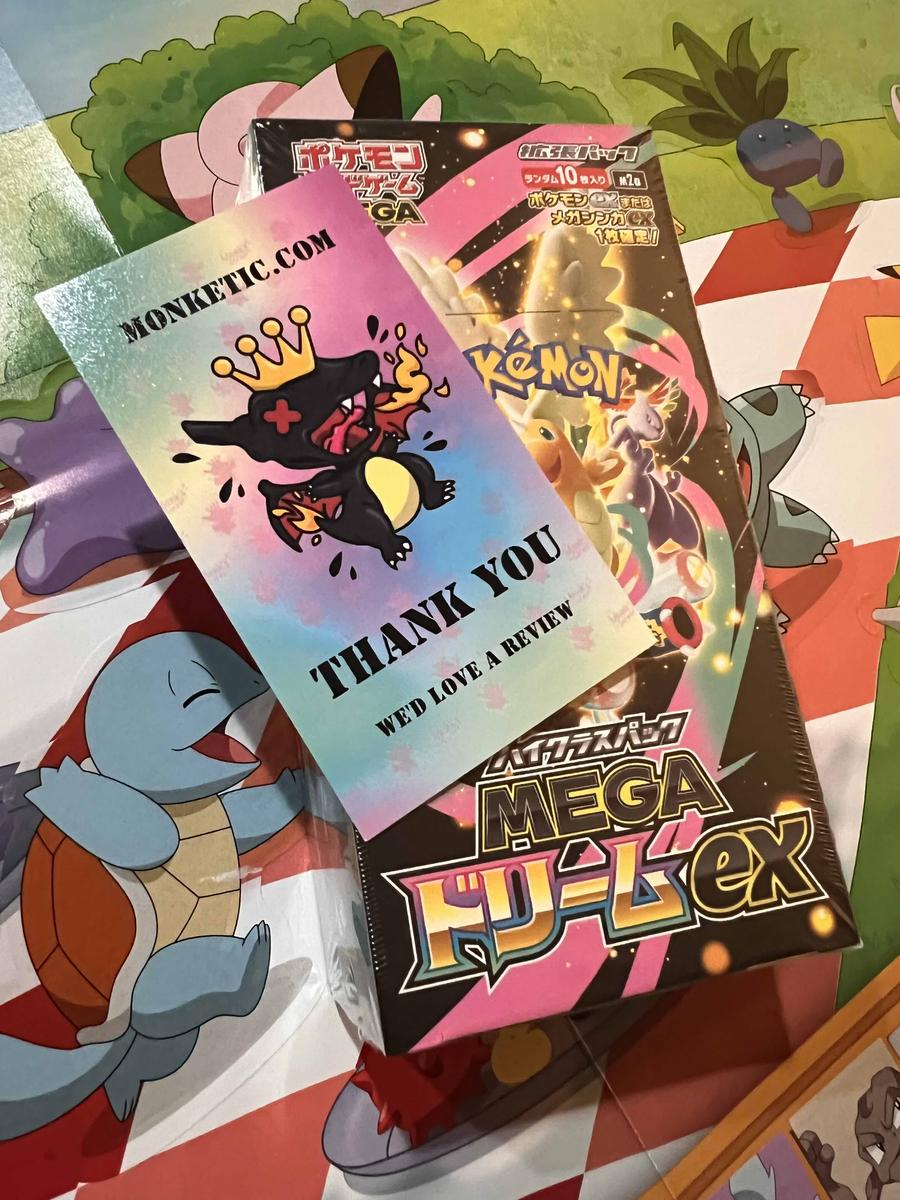 ポケモン
ゲーム
MEGA
拡張パック
ランダム10枚入り
M2a
ポケモンexまたは
メガシンカex
1枚確定!
MONKETIC.COM
KÉMON
THANK YOU
WE'D LOVE A REVIEW
ハイクラスパック
MEGA
ドリームex